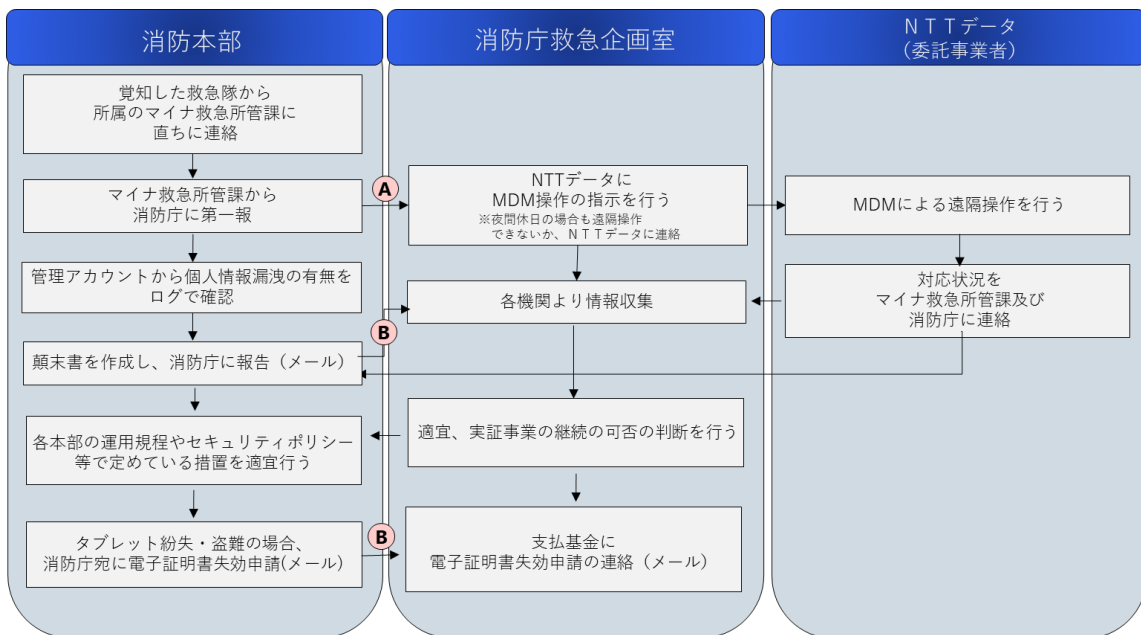 消防本部
覚知した救急隊から
所属のマイナ救急所管課に
直ちに連絡
マイナ救急所管課から
消防庁に第一報
管理アカウントから個人情報漏洩の有無を
ログで確認
顛末書を作成し、消防庁に報告（メール）
各本部の運用規程やセキュリティポリシー
等で定めている措置を適宜行う
タブレット紛失・盗難の場合、
消防庁宛に電子証明書失効申請(メール)
A
B
B
消防庁救急企画室
NTTデータに
MDM操作の指示を行う
※夜間休日の場合も遠隔操作
できないか、ＮＴＴデータに連絡
各機関より情報収集
適宜、実証事業の継続の可否の判断を行う
支払基金に
電子証明書失効申請の連絡（メール）
ＮＴＴデータ
(委託事業者)
MDMによる遠隔操作を行う
対応状況を
マイナ救急所管課及び
消防庁に連絡